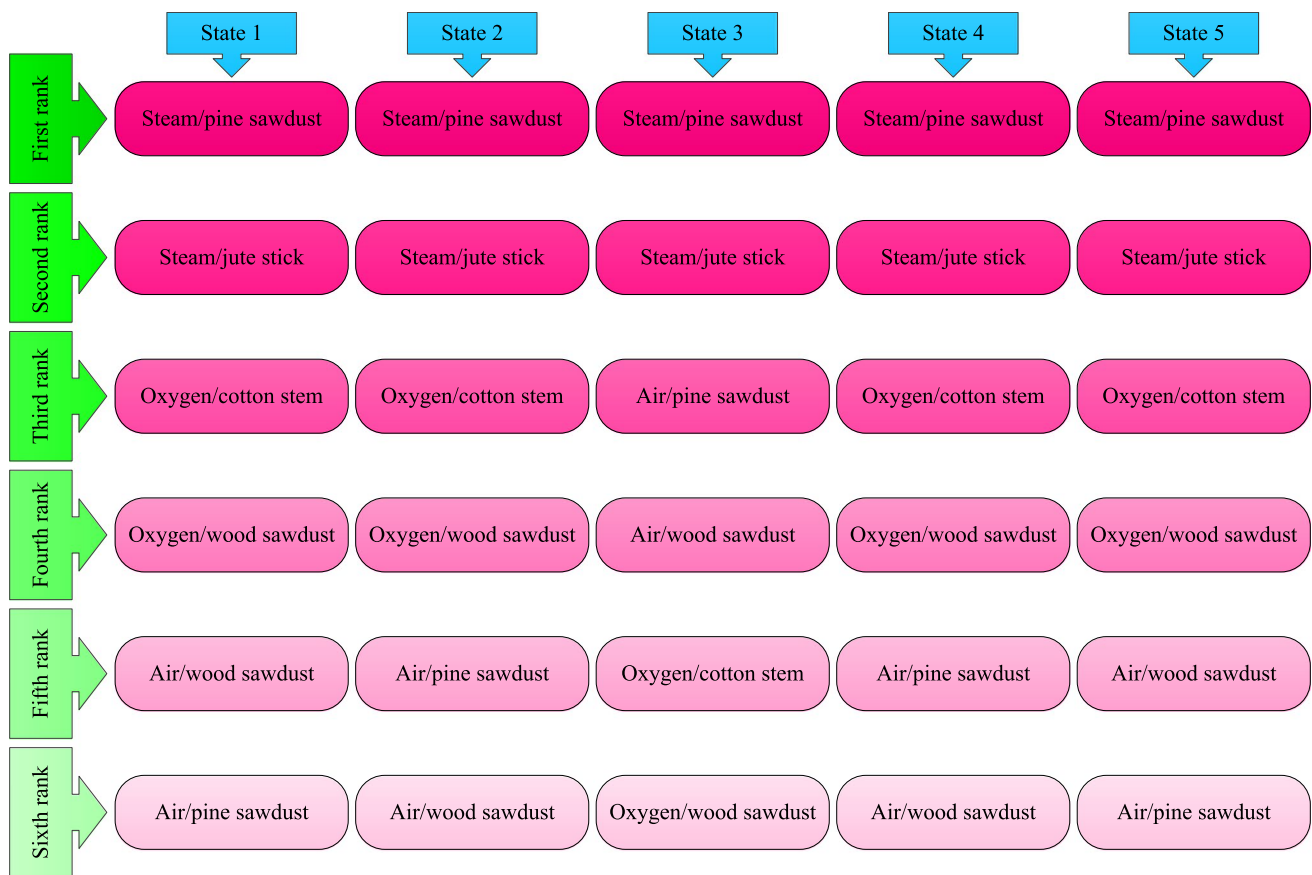 State 1
State 2
State 3
State 4
State 5
First rank
Steam/pine sawdust
Steam/pine sawdust
Steam/pine sawdust
Steam/pine sawdust
Steam/pine sawdust
Second rank
Steam/jute stick
Steam/jute stick
Steam/jute stick
Steam/jute stick
Steam/jute stick
Third rank
Oxygen/cotton stem
Oxygen/cotton stem
Air/pine sawdust
Oxygen/cotton stem
Oxygen/cotton stem
Fourth rank
Oxygen/wood sawdust
Oxygen/wood sawdust
Air/wood sawdust
Oxygen/wood sawdust
Oxygen/wood sawdust
Fifth rank
Air/wood sawdust
Air/pine sawdust
Oxygen/cotton stem
Air/pine sawdust
Air/wood sawdust
Sixth rank
Air/pine sawdust
Air/wood sawdust
Oxygen/wood sawdust
Air/wood sawdust
Air/pine sawdust